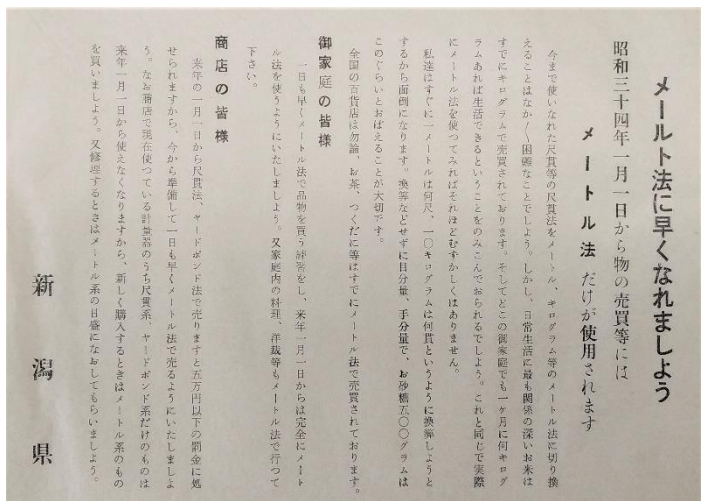 メールト法に早くなれましよう
昭和三十四年一月一日から物の売買等には
メートル法だけが使用されます
今まで使いなれた尺貫等の尺貫法をメートル、キログラム等のメートル法に切り換
えることはなか〳〵困難なことでしよう。しかし、日常生活に最も関係の深いお米は
すでにキログラムで売買されております。そしてどこの御家庭でも一ケ月に何キログ
ラムあれば生活できるということをのみこんでおられるでしよう。これと同じで実際
にメートル法を使つてみればそれほどむずかしくはありません。
私達はすぐに一メートルは何尺、一〇キログラムは何貫というように換算しようと
するから面倒になります。換算などせずに目分量、手分量で、お砂糖五〇〇グラムは
このぐらいとおぼえることが大切です。
全国の百貨店は勿論、お茶、つくだに等はすでにメートル法で売買されております。
御家庭の皆様
一日も早くメートル法で品物を買う練習をし、来年一月一日からは完全にメート
ル法を使うようにいたしましよう。又家庭内の料理、洋裁等もメートル法で行つて
下さい。
商店の皆様
来年の一月一日から尺貫法、ヤードポンド法で売りますと五万円以下の罰金に処
せられますから、今から準備して一日も早くメートル法で売るようにいたしましよ
う。なお商店で現在使つている計量器のうち尺貫系、ヤードポンド系だけのものは
来年一月一日から使えなくなりますから、新しく購入するときはメートル系のもの
を買いましよう。又修理するときはメートル系の目盛になおしてもらいましよう。
新潟県